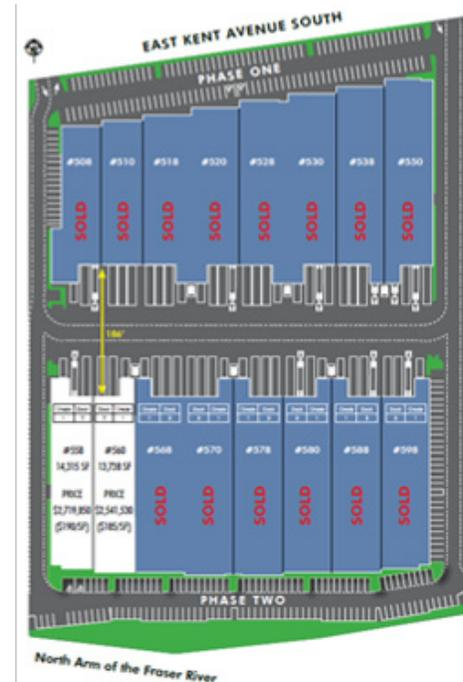 EAST KENT AVENUE SOUTH
PHASE ONE
#508 #510 #518 #520 #528 #530 #538 #550
SOLD SOLD SOLD SOLD SOLD SOLD SOLD SOLD
186'
#558 #560 #568 #570 #578 #580 #588 #598
14,315 SF 13,738 SF
SOLD SOLD SOLD SOLD SOLD SOLD
PRICE PRICE
$2,719,850 $2,541,530
($190/SF) ($185/SF)
PHASE TWO
North Arm of the Fraser River